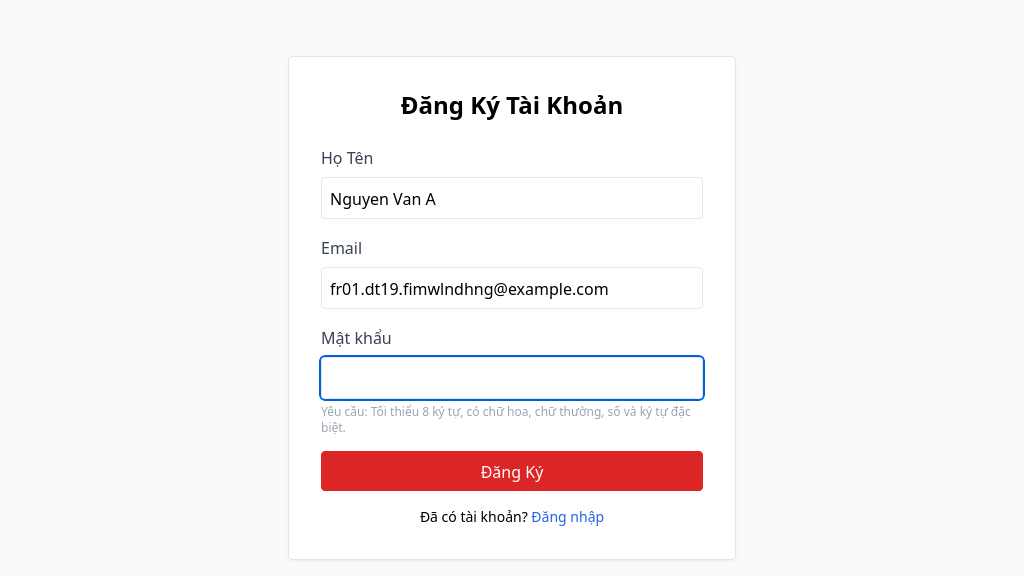 Đăng Ký Tài Khoản
Họ Tên
Nguyen Van A
Email
fr01.dt19.fimwlndhng@example.com
Mật khẩu
Yêu cầu: Tối thiểu 8 ký tự, có chữ hoa, chữ thường, số và ký tự đặc
biệt.
Đăng Ký
Đã có tài khoản? Đăng nhập